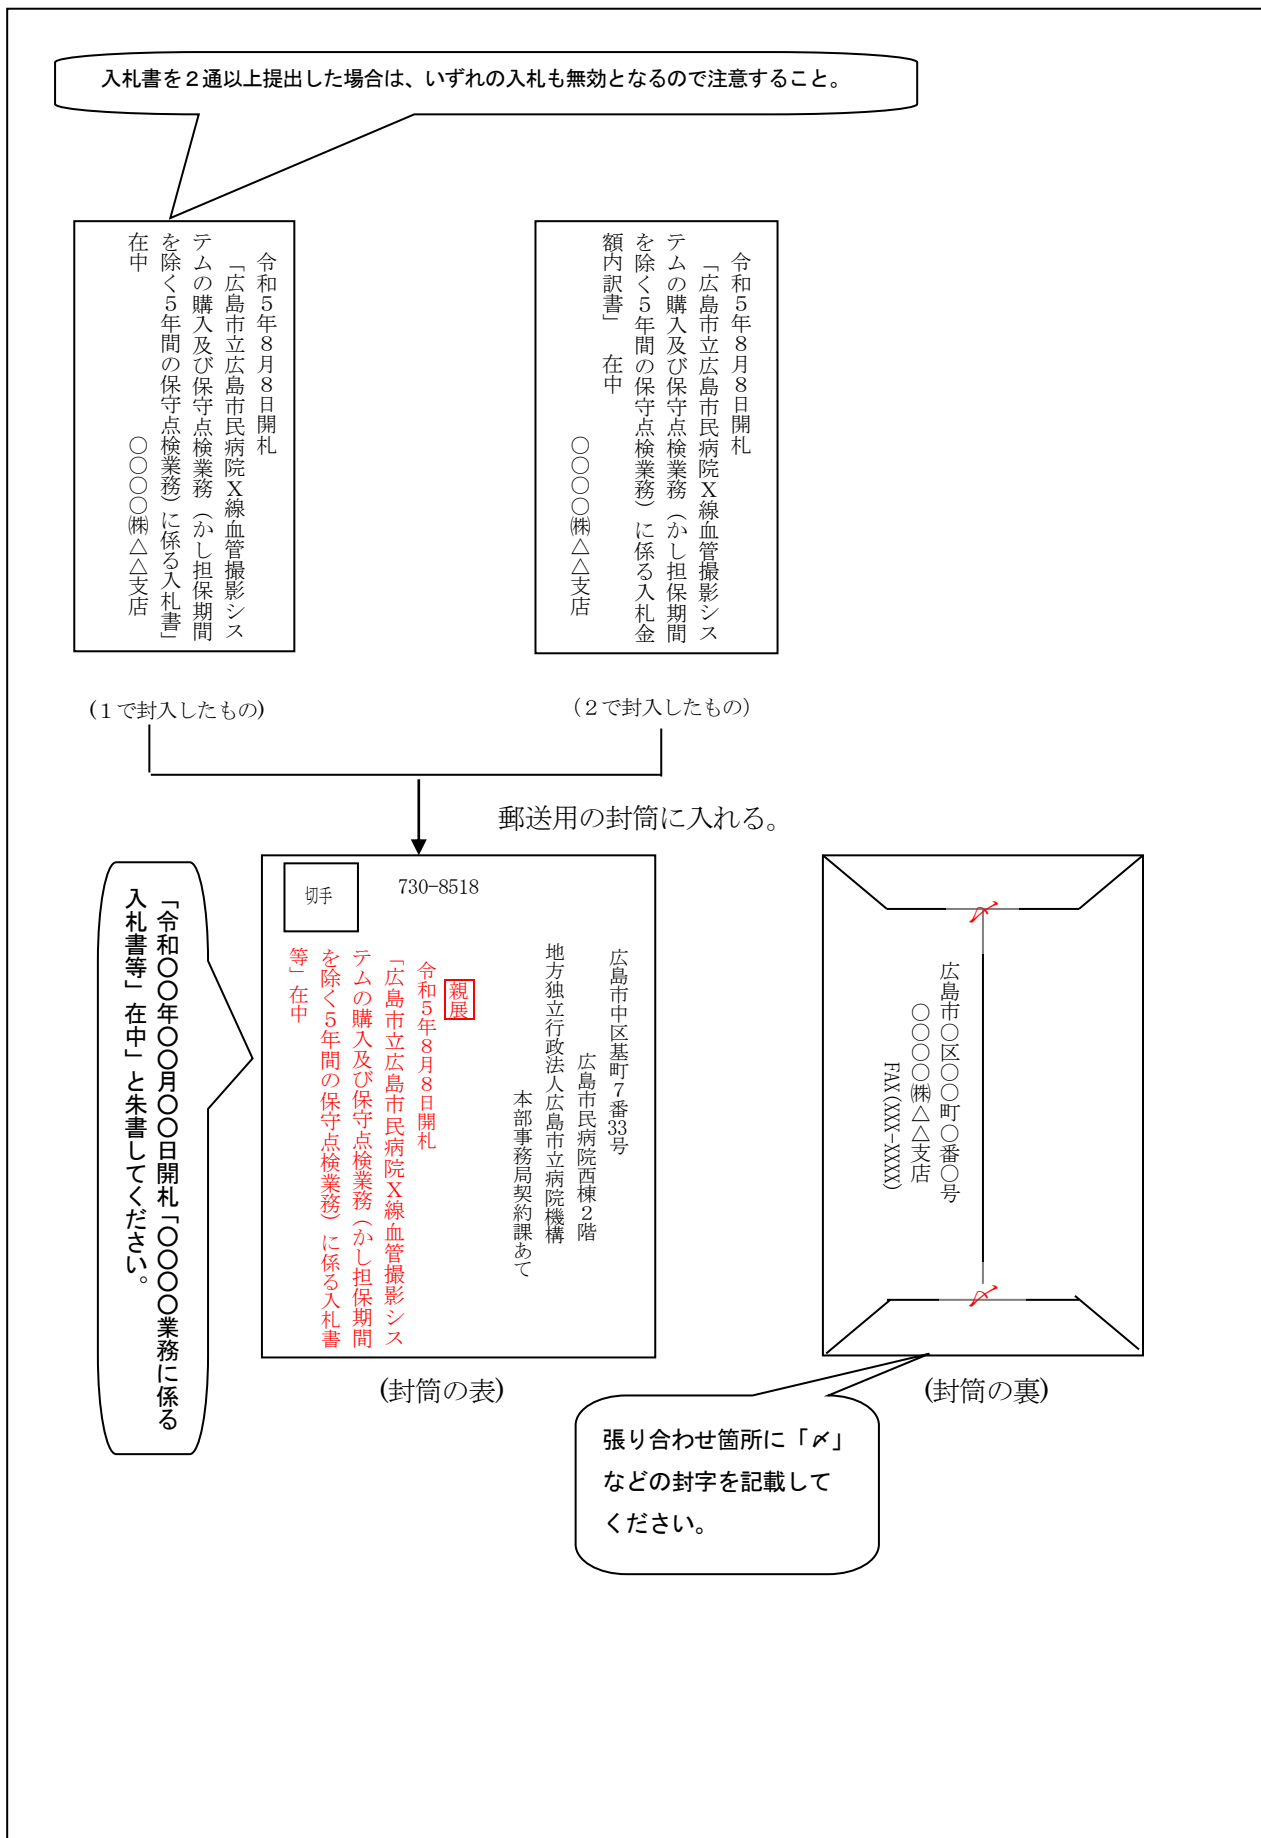 入札書を２通以上提出した場合は、いずれの入札も無効となるので注意すること。
令和５年８月８日開札
「広島市立広島市民病院Ｘ線血管撮影シス
テムの購入及び保守点検業務（かし担保期間
を除く５年間の保守点検業務）に係る入札書」
在中
○○○○㈱△△支店
令和５年８月８日開札
「広島市立広島市民病院Ｘ線血管撮影シス
テムの購入及び保守点検業務（かし担保期間
を除く５年間の保守点検業務）に係る入札金
額内訳書」　在中
○○○○㈱△△支店
(１で封入したもの)
（２で封入したもの）
郵送用の封筒に入れる。
「令和〇〇年〇〇月〇〇日開札「〇〇〇〇業務に係る
入札書等」在中」と朱書してください。
切手
730-8518
広島市中区基町７番33号
広島市民病院西棟２階
地方独立行政法人広島市立病院機構
本部事務局契約課あて
親展
令和５年８月８日開札
「広島市立広島市民病院Ｘ線血管撮影シス
テムの購入及び保守点検業務（かし担保期間
を除く５年間の保守点検業務）に係る入札書
等」在中
(封筒の表)
〆
広島市○区○○町○番○号
○○○○㈱△△支店
FAX(XXX-XXXX)
〆
(封筒の裏)
張り合わせ箇所に「〆」
などの封字を記載して
ください。